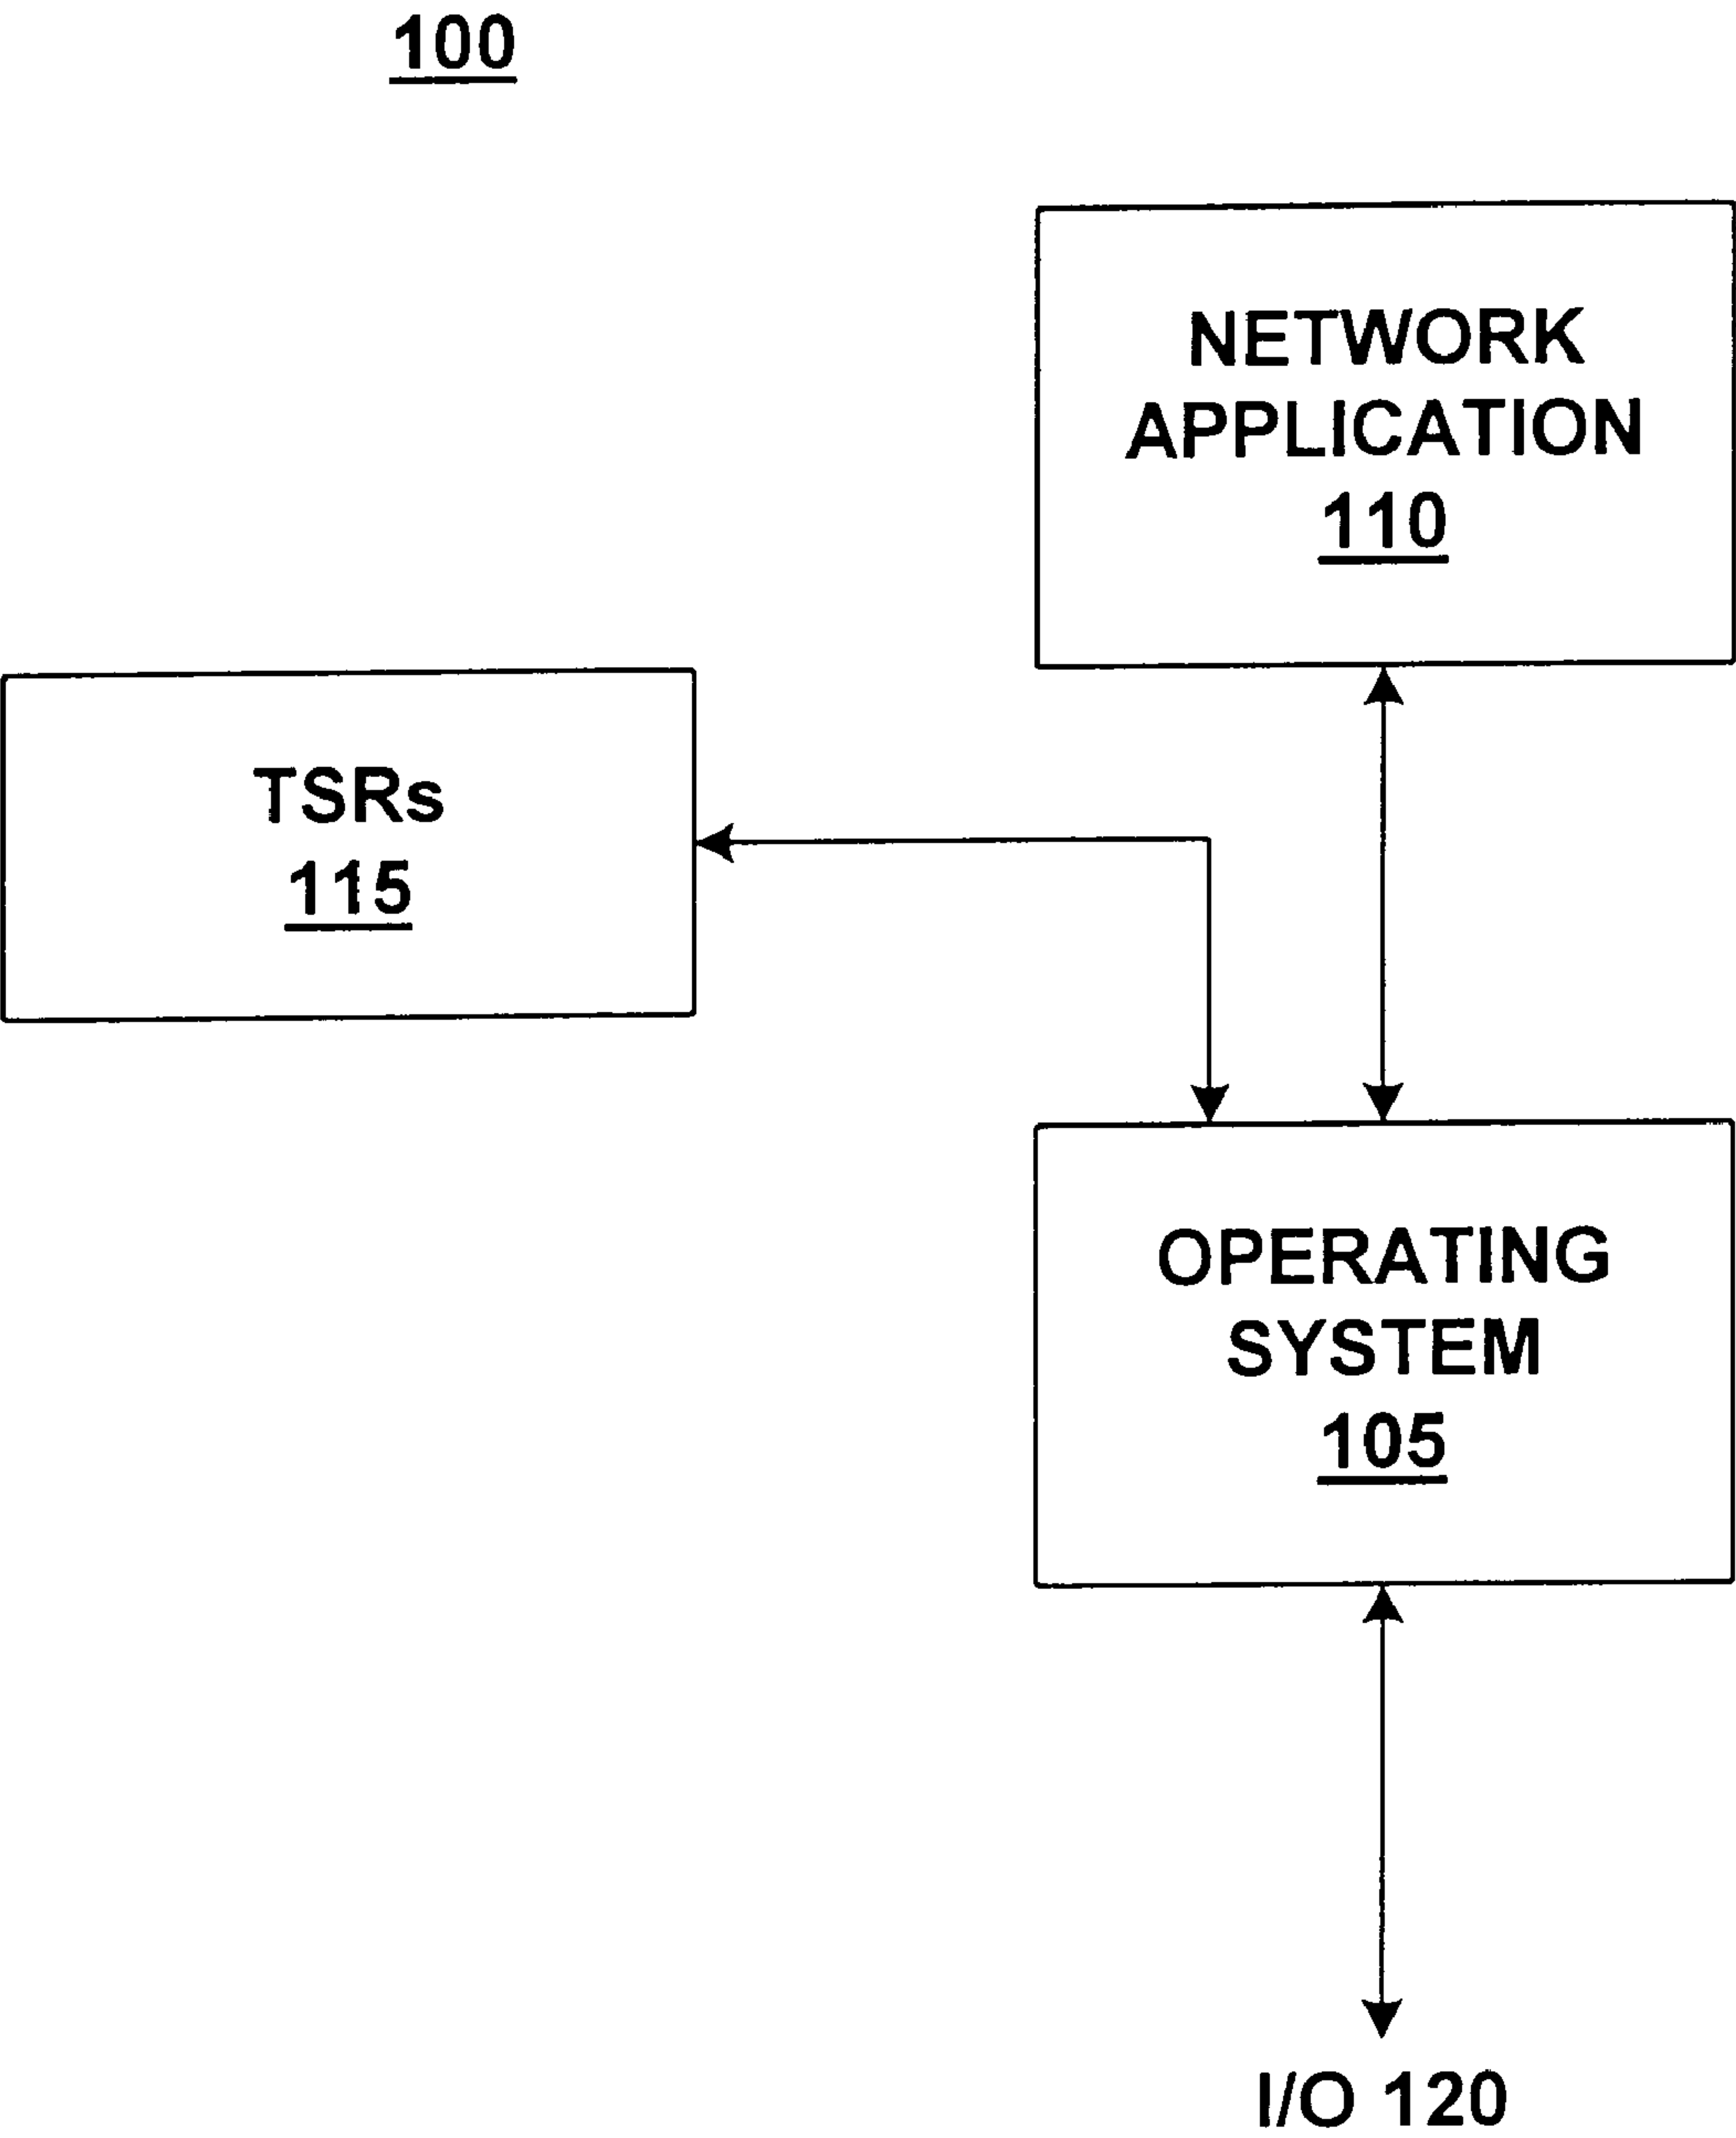 100
NETWORK
APPLICATION
110
TSRs
115
OPERATING
SYSTEM
105
I/O 120